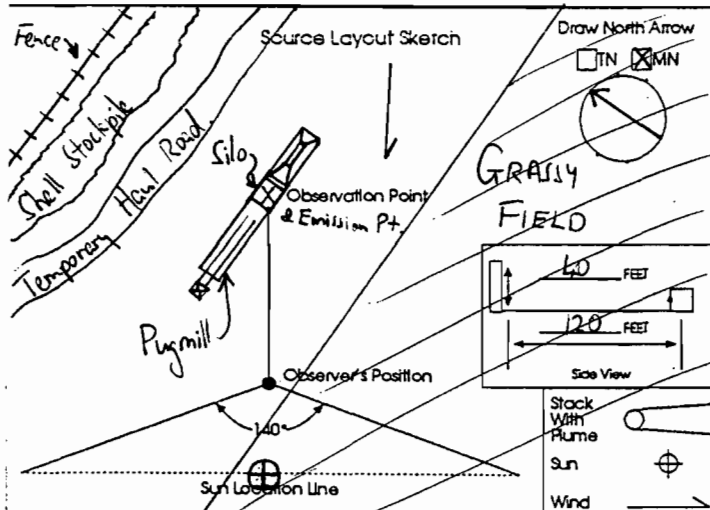 Source Layout Sketch
Draw North Arrow
TN MN
Fence
Shell Stockpile
Temporary Haul Road.
Silo
Observation Point
& Emission Pt.
GRASSY
FIELD
40 FEET
120 FEET
Side View
Pugmill
Observer's Position
140°
Sun Location Line
Stack
With
Plume
Sun
Wind